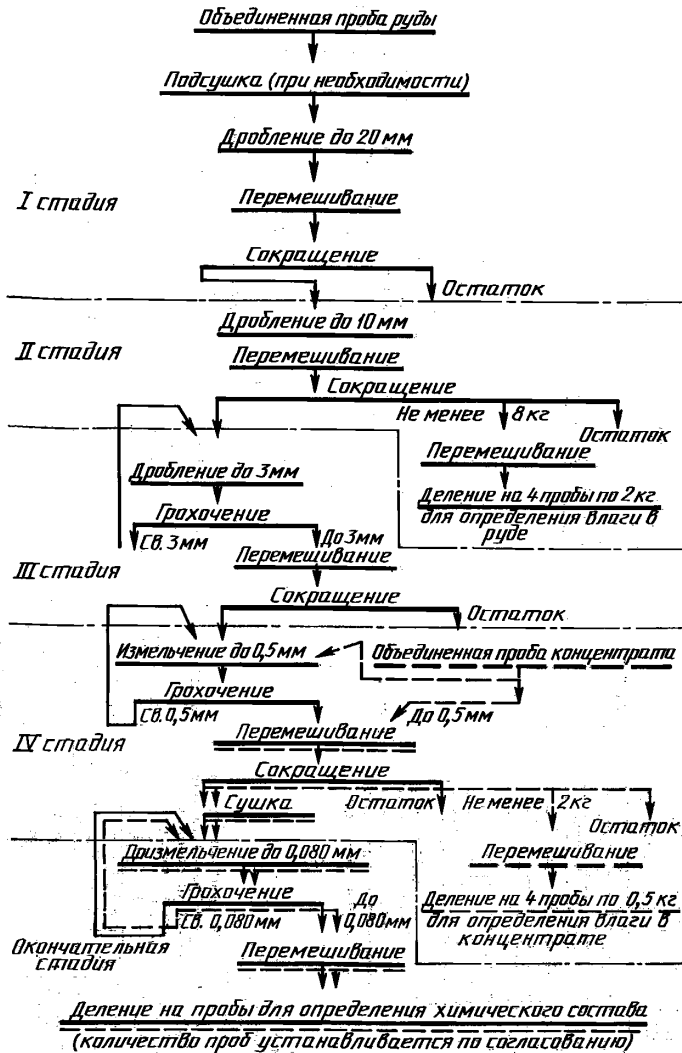 Объединенная проба руды
Подсушка (при необходимости)
Дробление до 20 мм
I стадия
Перемешивание
Сокращение
Остаток
Дробление до 10 мм
II стадия
Перемешивание
Сокращение
Не менее 8 кг
Остаток
Перемешивание
Дробление до 3 мм
Деление на 4 пробы по 2 кг
для определения влаги в
руде
Грохочение
Св. 3 мм
До 3 мм
Перемешивание
III стадия
Сокращение
Остаток
Измельчение до 0,5 мм
Объединенная проба концентрата
Грохочение
Св. 0,5 мм
До 0,5 мм
Перемешивание
IV стадия
Сокращение
Сушка
Остаток
Не менее 2 кг
Остаток
Доизмельчение до 0,080 мм
Перемешивание
Грохочение
Св. 0,080 мм
До
0,080 мм
Деление на 4 пробы по 0,5 кг
для определения влаги в
концентрате
Окончательная
стадия
Перемешивание
Деление на пробы для определения химического состава
(количество проб устанавливается по согласованию)